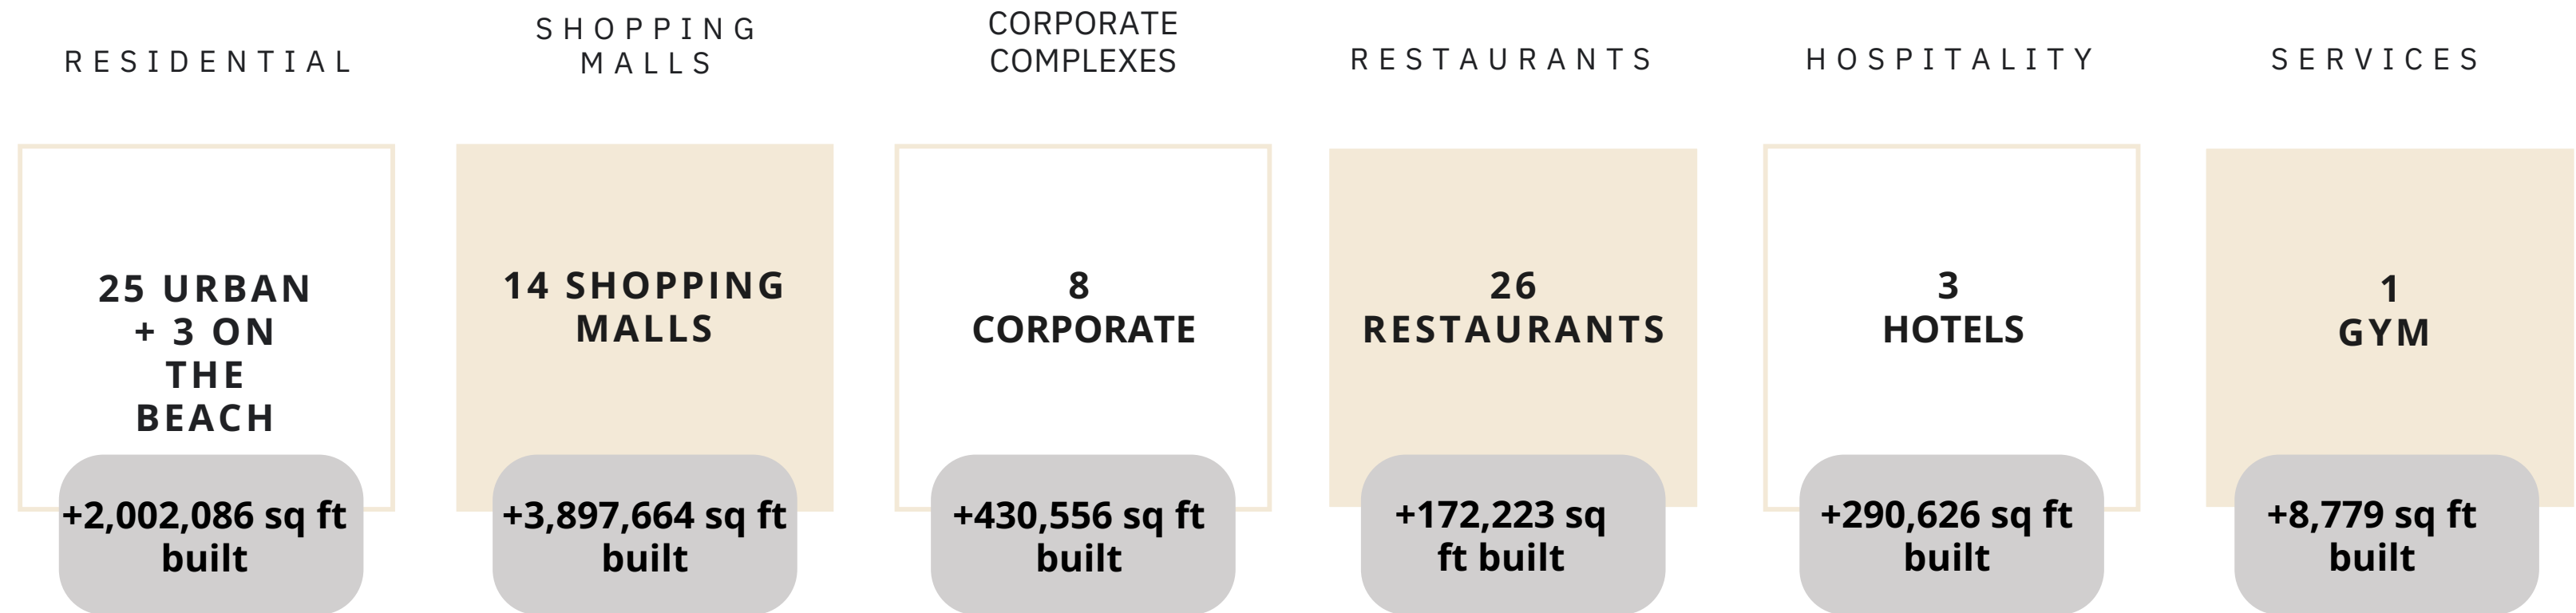 RESIDENTIAL
SHOPPING
MALLS
CORPORATE
COMPLEXES
RESTAURANTS
HOSPITALITY
SERVICES
25 URBAN
+ 3 ON
THE
BEACH
+2,002,086 sq ft
built
14 SHOPPING
MALLS
+3,897,664 sq ft
built
8
CORPORATE
+430,556 sq ft
built
26
RESTAURANTS
+172,223 sq
ft built
3
HOTELS
+290,626 sq ft
built
1
GYM
+8,779 sq ft
built